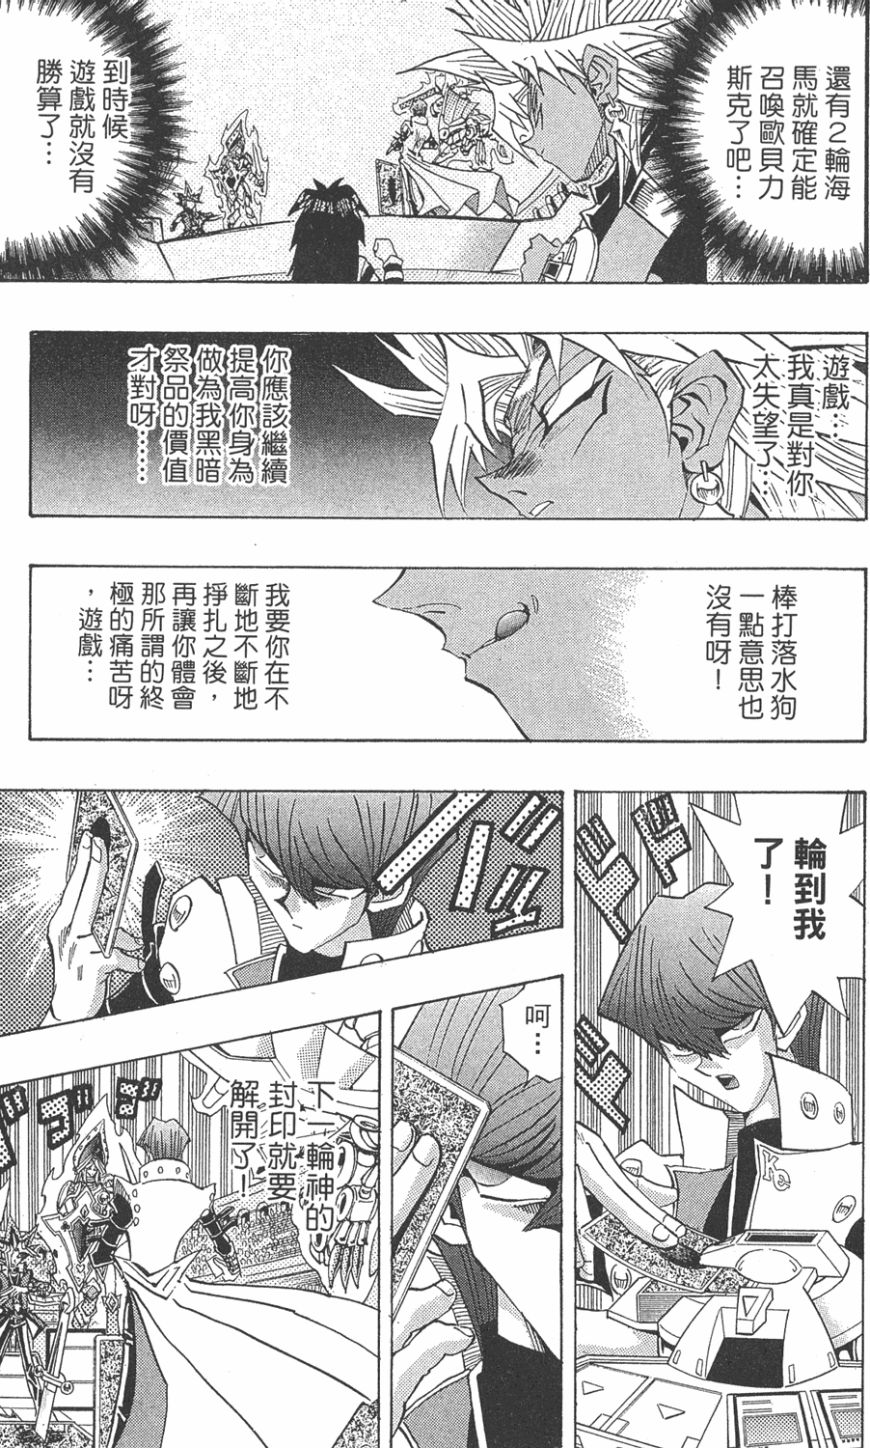 還有2輪海
馬就確定能
召喚歐貝力
斯克了吧…
到時候
遊戲就沒有
勝算了…
遊戲…
我真是對你
太失望了…
你應該繼續
提高你身為
做為我黑暗
祭品的價值
才對呀……
棒打落水狗
一點意思也
沒有呀！
我要你在不
斷地不斷地
掙扎之後，
再讓你體會
那所謂的終
極的痛苦呀
，遊戲…
輪到我
了！
ドドドド
KC
呵…
下一輪神的
封印就要
解開了！